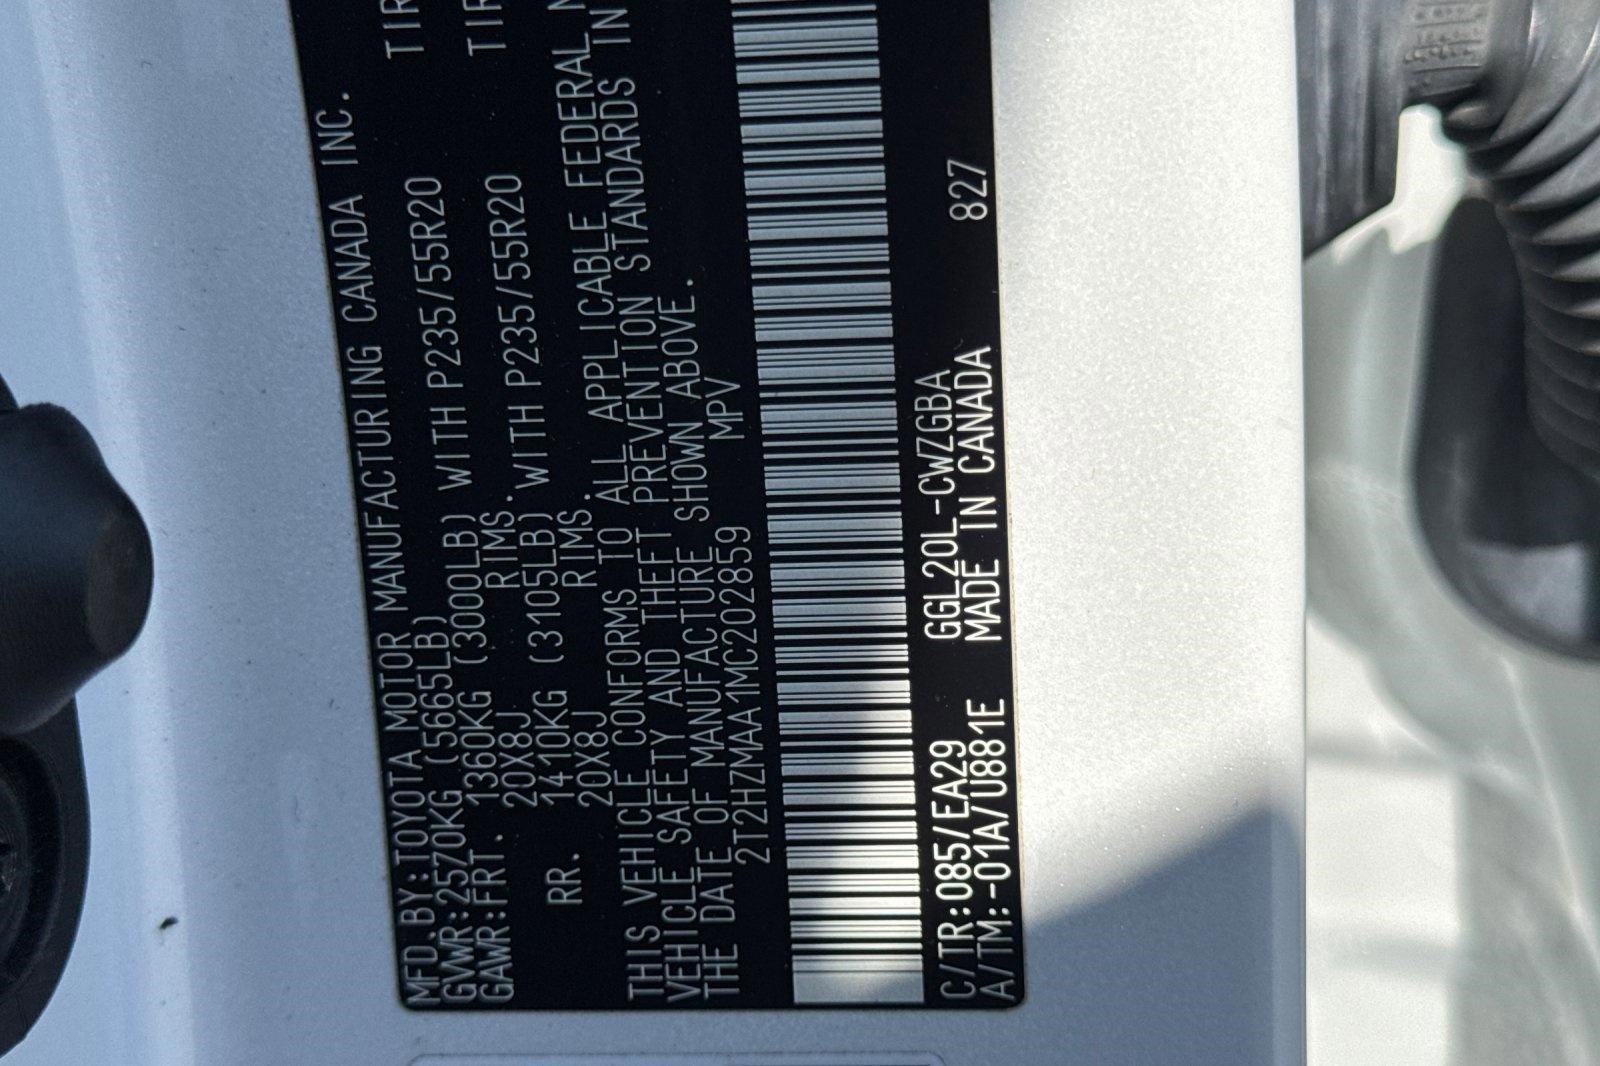 MFD.BY:TOYOTA MOTOR MANUFACTURING CANADA INC.
GVWR:2570KG (5665LB)
GAWR:FRT. 1360KG (3000LB) WITH P235/55R20 TIR
20X8J RIMS.
RR. 1410KG (3105LB) WITH P235/55R20 TIR
20X8J RIMS.
THIS VEHICLE CONFORMS TO ALL APPLICABLE FEDERAL
VEHICLE SAFETY AND THEFT PREVENTION STANDARDS IN
THE DATE OF MANUFACTURE SHOWN ABOVE.
2T2HZMAA1MC202859 MPV
C/TR:085/EA29 GGL20L-CWZGBA 827
A/TM:-01A/U881E MADE IN CANADA